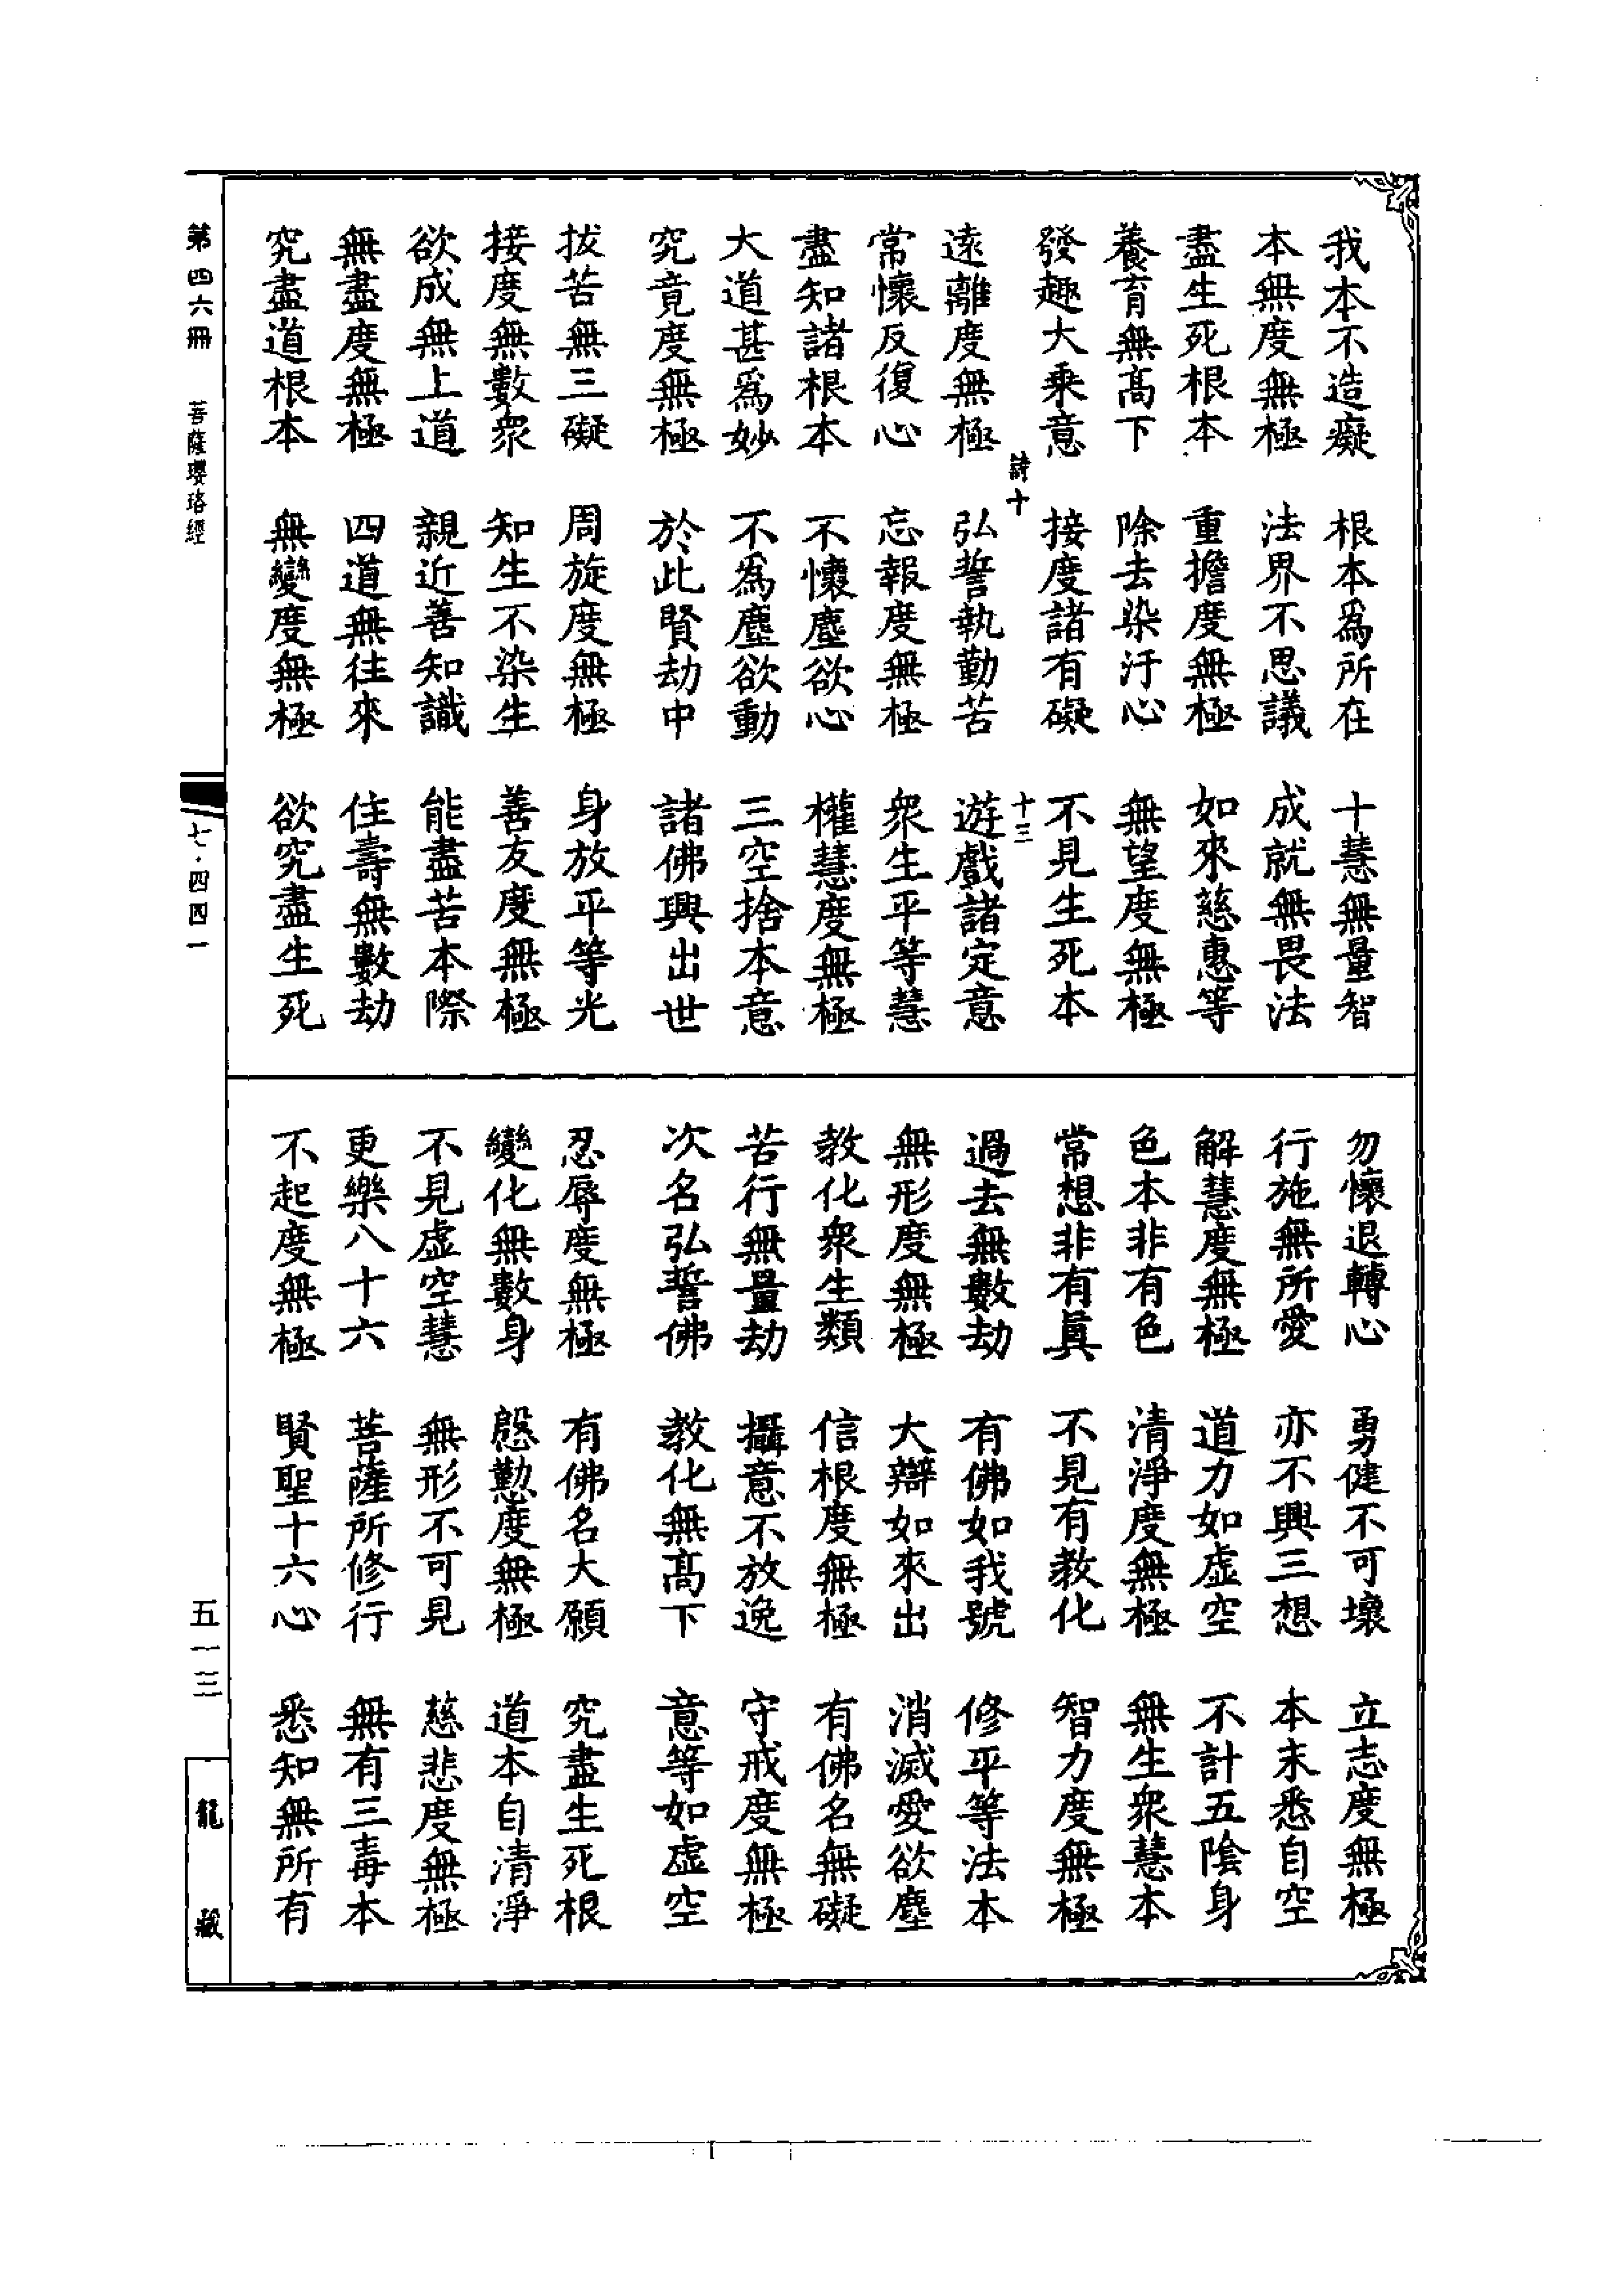 我本不造癡 根本爲所在 十慧無量智
本無度無極 法界不思議 成就無畏法
盡生死根本 重擔度無極 如來慈惠等
養育無高下 除去染汙心 無望度無極
發趣大乘意 接度諸有礙 不見生死本
詩十 十三
遠離度無極 弘誓執勤苦 遊戲諸定意
常懷反復心 忘報度無極 衆生平等慧
盡知諸根本 不懷塵欲心 權慧度無極
大道甚爲妙 不爲塵欲動 三空捨本意
究竟度無極 於此賢劫中 諸佛興出世
拔苦無三礙 周旋度無極 身放平等光
接度無數衆 知生不染生 善友度無極
欲成無上道 親近善知識 能盡苦本際
無盡度無極 四道無往來 住壽無數劫
究盡道根本 無變度無極 欲究盡生死
勿懷退轉心 勇健不可壞 立志度無極
行施無所愛 亦不興三想 本末悉自空
解慧度無極 道力如虛空 不計五陰身
色本非有色 清淨度無極 無生衆慧本
常想非有眞 不見有教化 智力度無極
過去無數劫 有佛如我號 修平等法本
無形度無極 大辯如來出 消滅愛欲塵
教化衆生類 信根度無極 有佛名無礙
苦行無量劫 攝意不放逸 守戒度無極
次名弘誓佛 教化無高下 意等如虛空
忍辱度無極 有佛名大願 究盡生死根
變化無數身 慇懃度無極 道本自清淨
不見虛空慧 無形不可見 慈悲度無極
更樂八十六 菩薩所修行 無有三毒本
不起度無極 賢聖十六心 悉知無所有
第四六冊 菩薩瓔珞經 七·四四一 五一三 龍藏